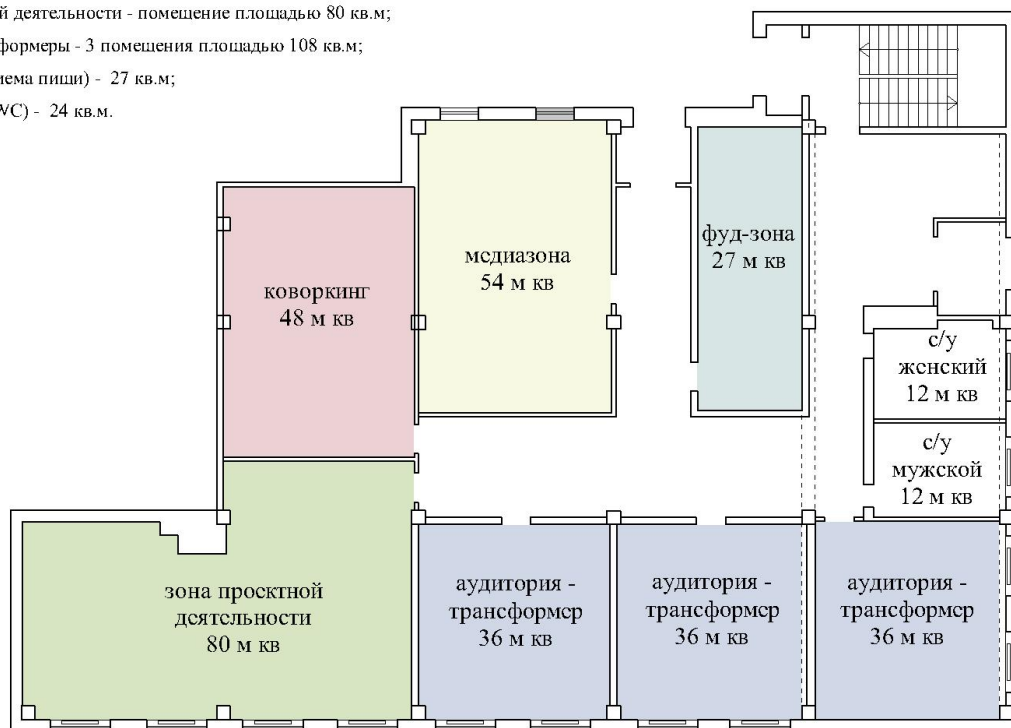 й деятельности - помещение площадью 80 кв.м;
формеры - 3 помещения площадью 108 кв.м;
иема пищи) - 27 кв.м;
WC) - 24 кв.м.
фуд-зона
27 м кв
медиазона
54 м кв
коворкинг
48 м кв
с/у
женский
12 м кв
с/у
мужской
12 м кв
зона проектной
деятельности
80 м кв
аудитория -
трансформер
36 м кв
аудитория -
трансформер
36 м кв
аудитория -
трансформер
36 м кв